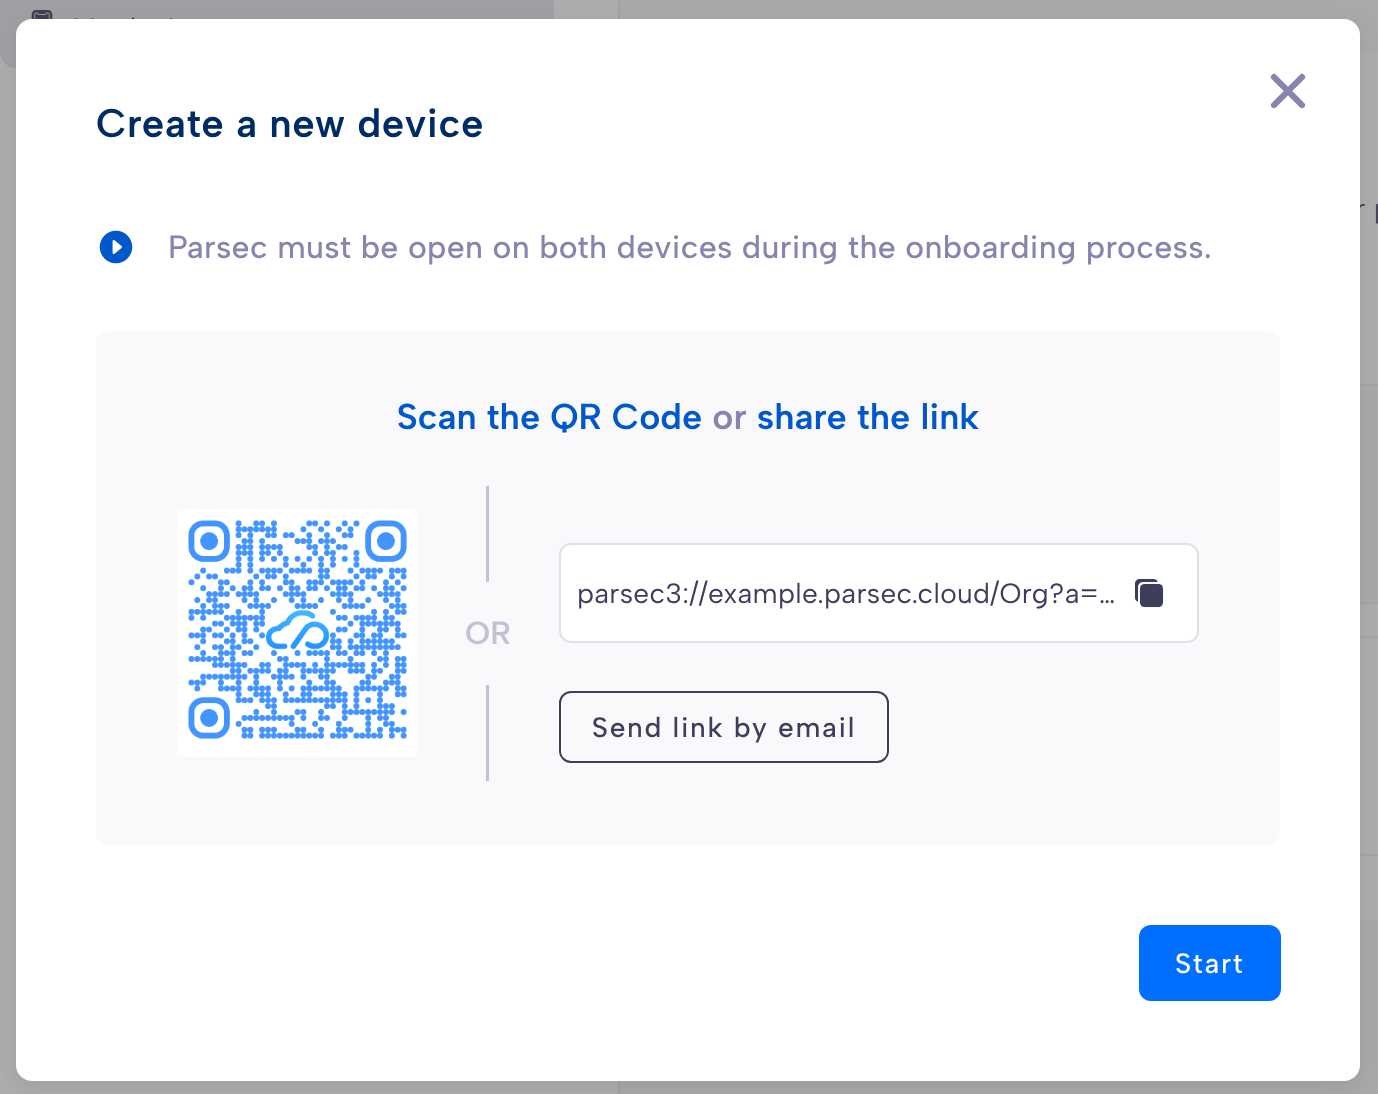 Create a new device
Parsec must be open on both devices during the onboarding process.
Scan the QR Code or share the link
OR
parsec3://example.parsec.cloud/Org?a=...
Send link by email
Start